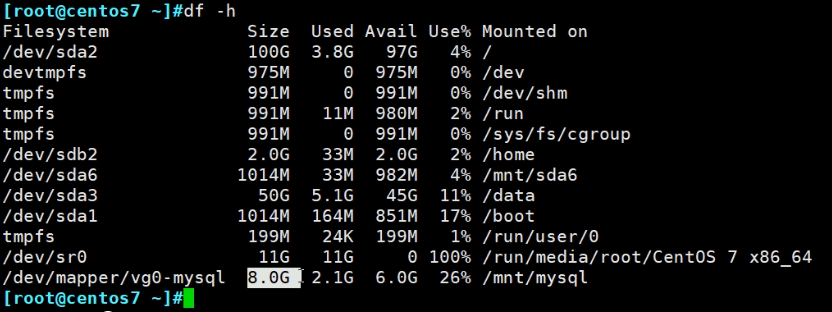 [root@centos7 ~]#df -h
Filesystem Size Used Avail Use% Mounted on
/dev/sda2 100G 3.8G 97G 4% /
devtmpfs 975M 0 975M 0% /dev
tmpfs 991M 0 991M 0% /dev/shm
tmpfs 991M 11M 980M 2% /run
tmpfs 991M 0 991M 0% /sys/fs/cgroup
/dev/sdb2 2.0G 33M 2.0G 2% /home
/dev/sda6 1014M 33M 982M 4% /mnt/sda6
/dev/sda3 50G 5.1G 45G 11% /data
/dev/sda1 1014M 164M 851M 17% /boot
tmpfs 199M 24K 199M 1% /run/user/0
/dev/sr0 11G 11G 0 100% /run/media/root/CentOS 7 x86_64
/dev/mapper/vg0-mysql 8.0G 2.1G 6.0G 26% /mnt/mysql
[root@centos7 ~]#